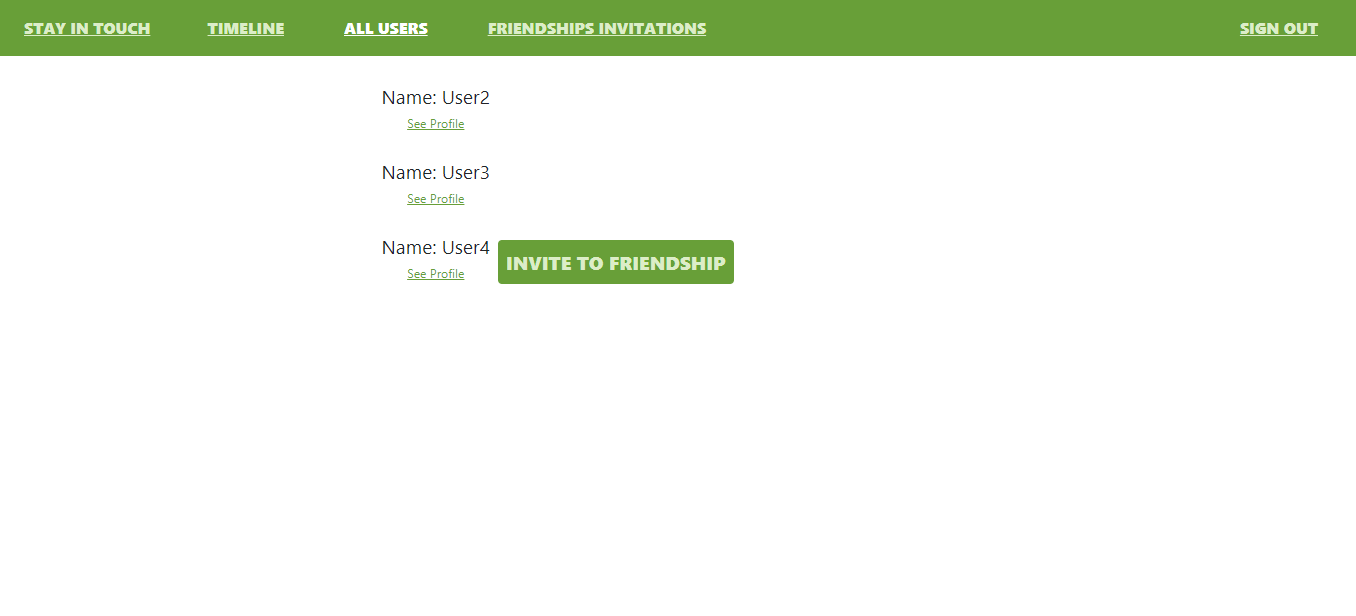 STAY IN TOUCH TIMELINE ALL USERS FRIENDSHIPS INVITATIONS SIGN OUT
Name: User2
See Profile
Name: User3
See Profile
Name: User4
See Profile
INVITE TO FRIENDSHIP